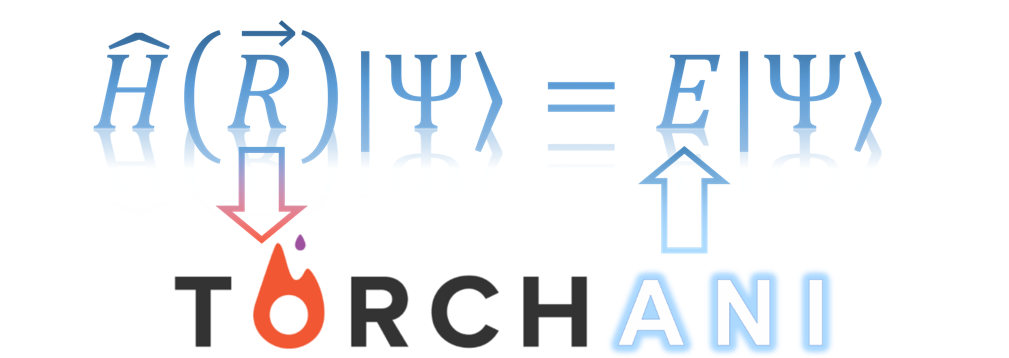 Ĥ(R⃗)|Ψ⟩ = E|Ψ⟩
TORCHANI